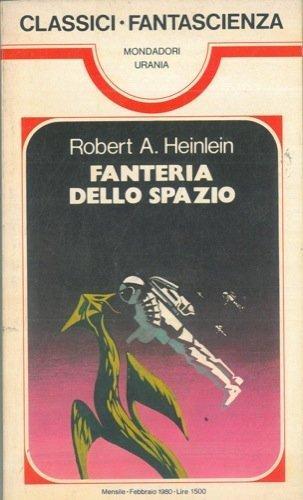 CLASSICI • FANTASCIENZA
MONDADORI
URANIA
Robert A. Heinlein
FANTERIA
DELLO SPAZIO
Mensile - Febbraio 1980 - Lire 1500